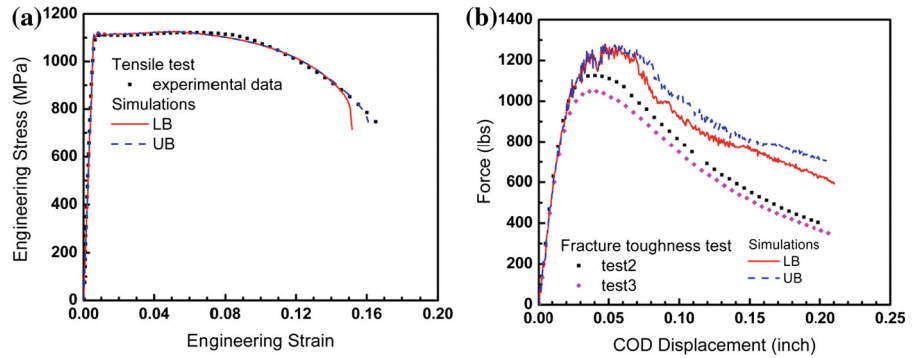 (a)
1200
1000
800
600
400
200
0
Engineering Stress (MPa)
Tensile test
experimental data
Simulations
LB
UB
0.00 0.04 0.08 0.12 0.16 0.20
Engineering Strain
(b)
1400
1200
1000
800
600
400
200
0
Force (lbs)
Fracture toughness test
test2
test3
Simulations
LB
UB
0.00 0.05 0.10 0.15 0.20 0.25
COD Displacement (inch)